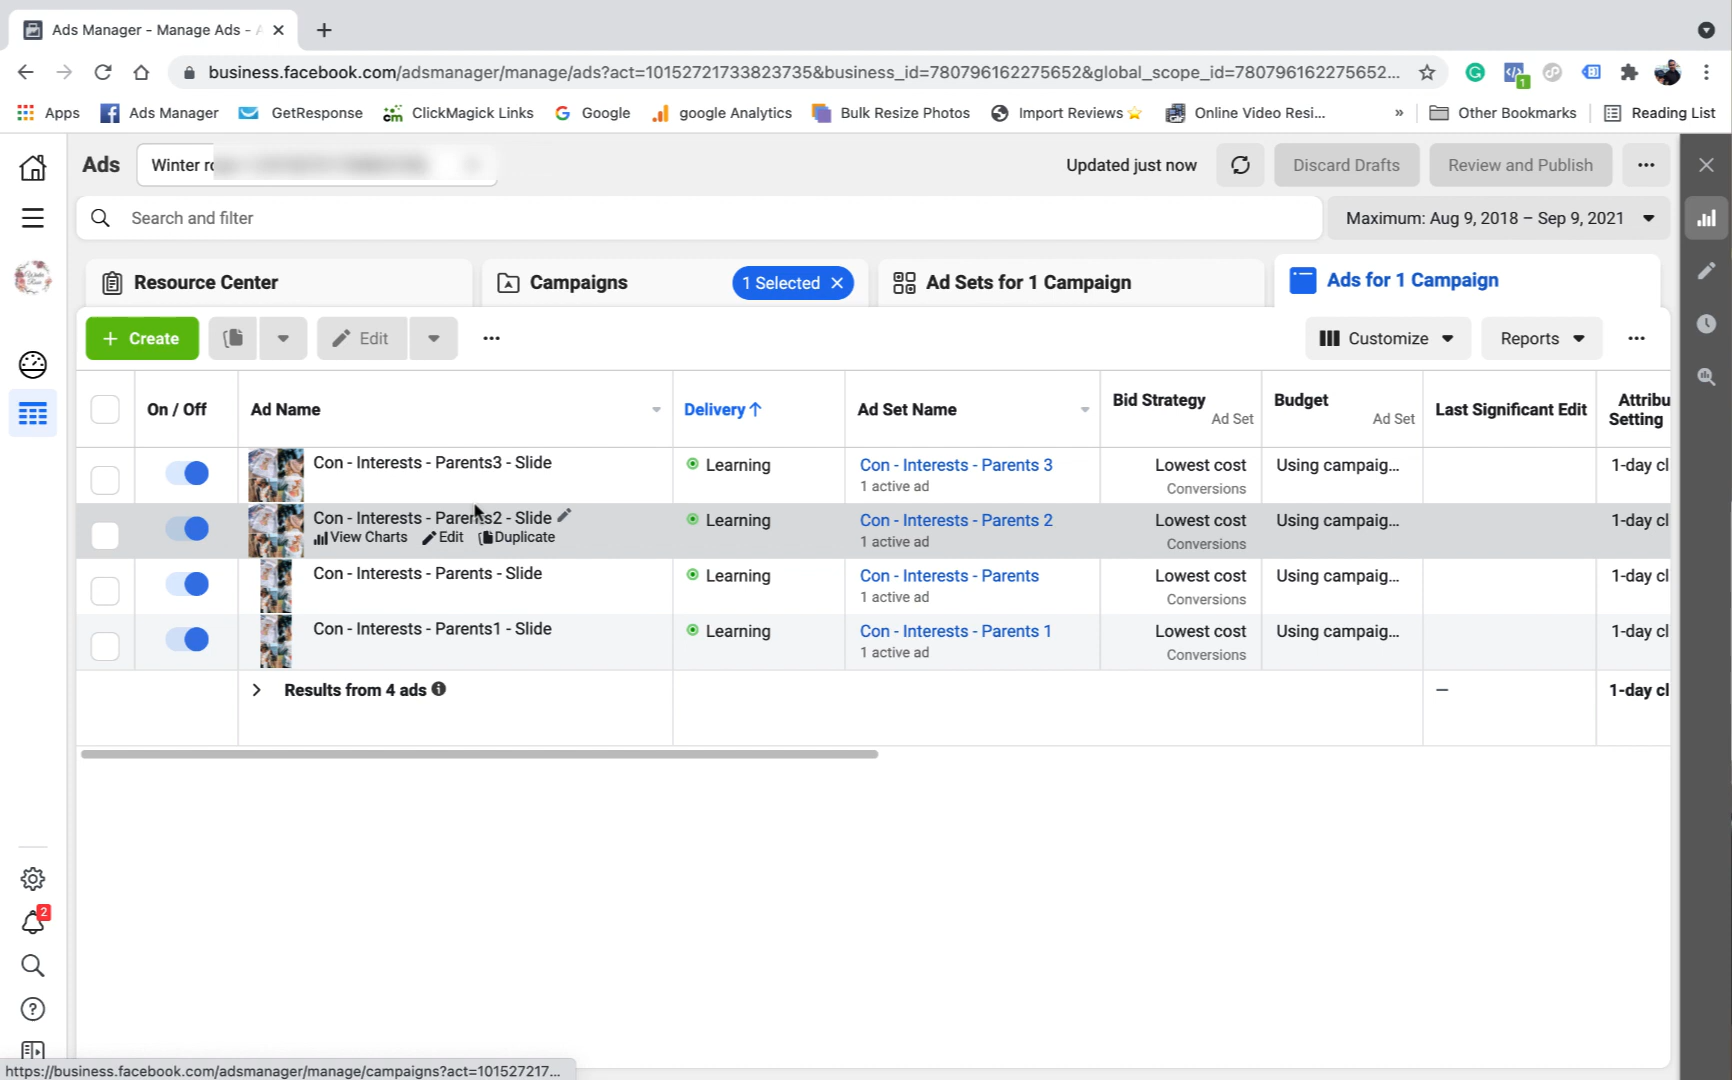 Ads Manager - Manage Ads -
business.facebook.com/adsmanager/manage/ads?act=10152721733823735&business_id=780796162275652&global_scope_id=780796162275652...
1
Apps
Ads Manager
GetResponse
cm ClickMagick Links
Google
google Analytics
Bulk Resize Photos
Import Reviews
Online Video Resi...
»
Other Bookmarks
Reading List
Ads
Winter
Updated just now
Discard Drafts
Review and Publish
Search and filter
Maximum: Aug 9, 2018 – Sep 9, 2021
Resource Center
Campaigns
1 Selected
Ad Sets for 1 Campaign
Ads for 1 Campaign
+ Create
Edit
Customize
Reports
On / Off
Ad Name
Delivery ↑
Ad Set Name
Bid Strategy
Ad Set
Budget
Ad Set
Last Significant Edit
Attribu
Setting
Con - Interests - Parents3 - Slide
Learning
Con - Interests - Parents 3
1 active ad
Lowest cost
Conversions
Using campaig...
1-day cl
Con - Interests - Parents2 - Slide
View Charts
Edit
Duplicate
Learning
Con - Interests - Parents 2
1 active ad
Lowest cost
Conversions
Using campaig...
1-day cl
Con - Interests - Parents - Slide
Learning
Con - Interests - Parents
1 active ad
Lowest cost
Conversions
Using campaig...
1-day cl
Con - Interests - Parents1 - Slide
Learning
Con - Interests - Parents 1
1 active ad
Lowest cost
Conversions
Using campaig...
1-day cl
Results from 4 ads
—
1-day cl
2
https://business.facebook.com/adsmanager/manage/campaigns?act=101527217...